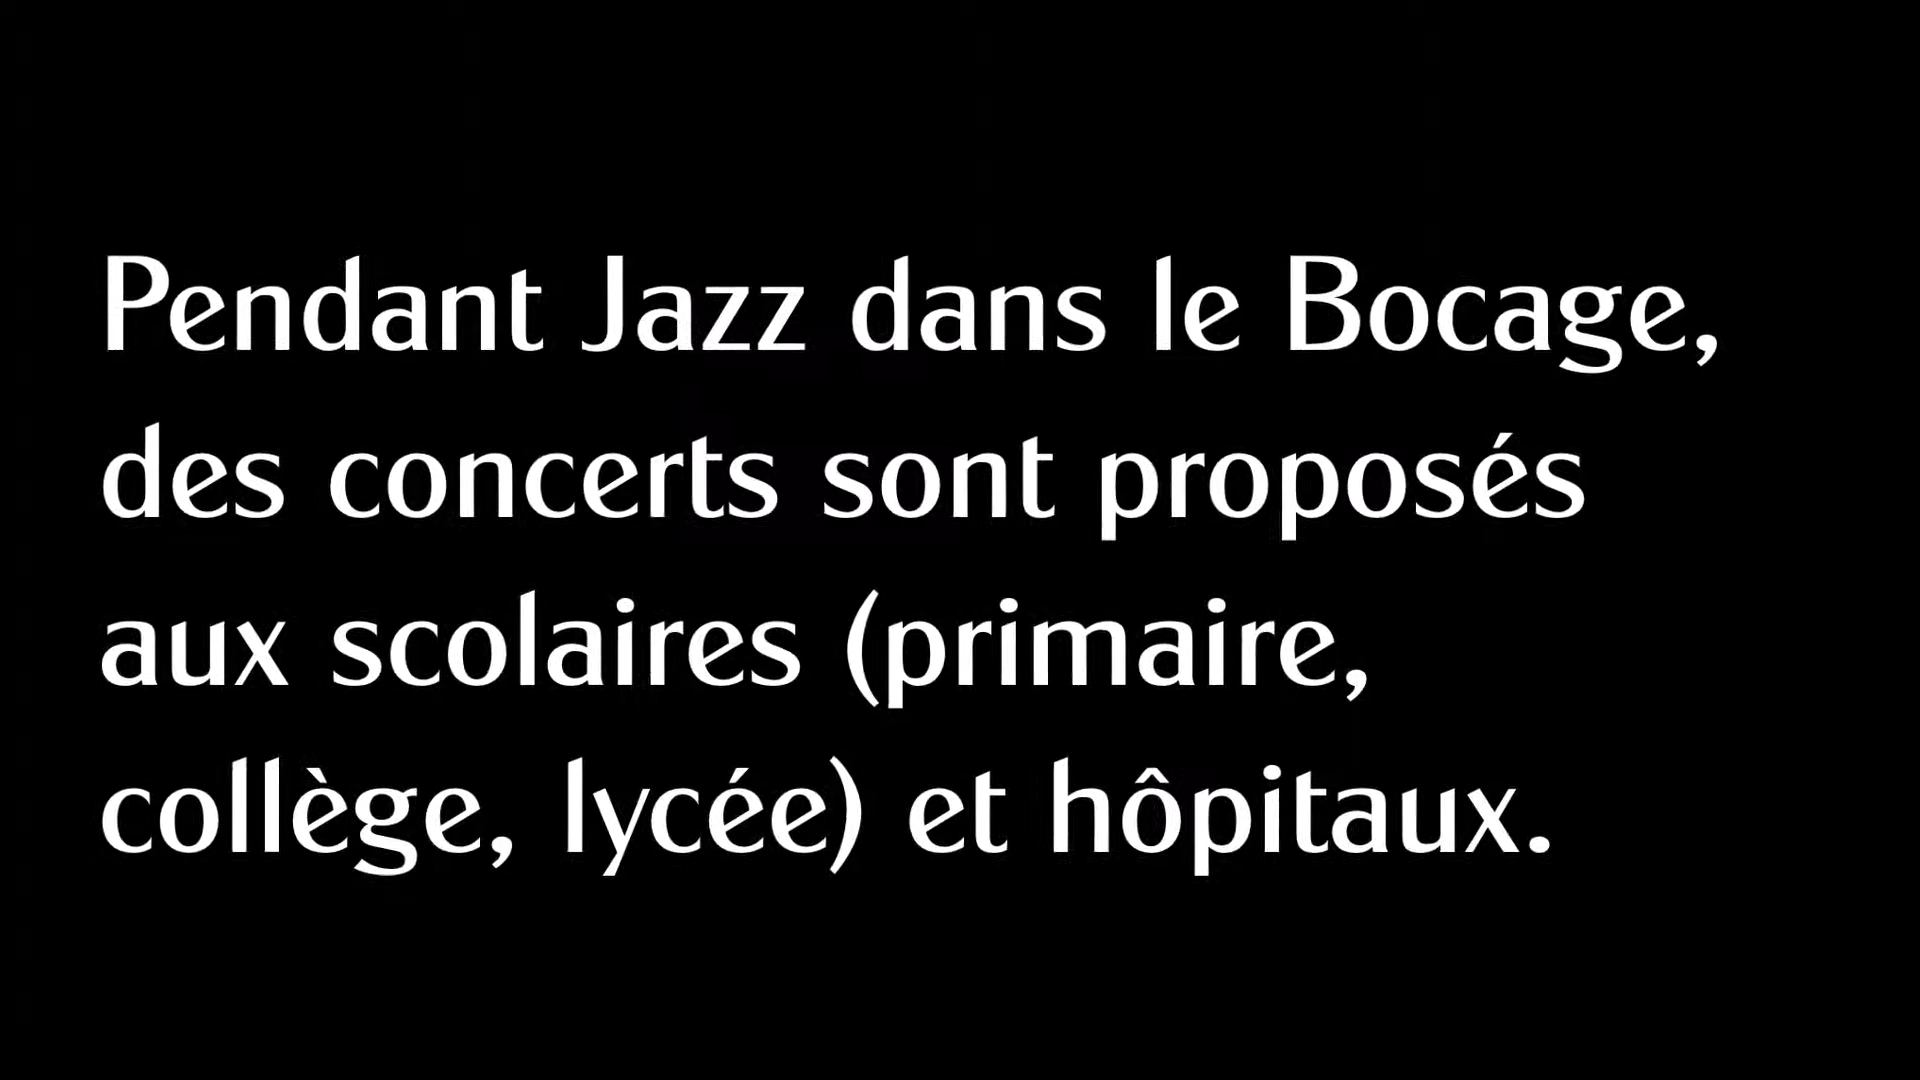 Pendant Jazz dans le Bocage,
des concerts sont proposés
aux scolaires (primaire,
collège, lycée) et hôpitaux.